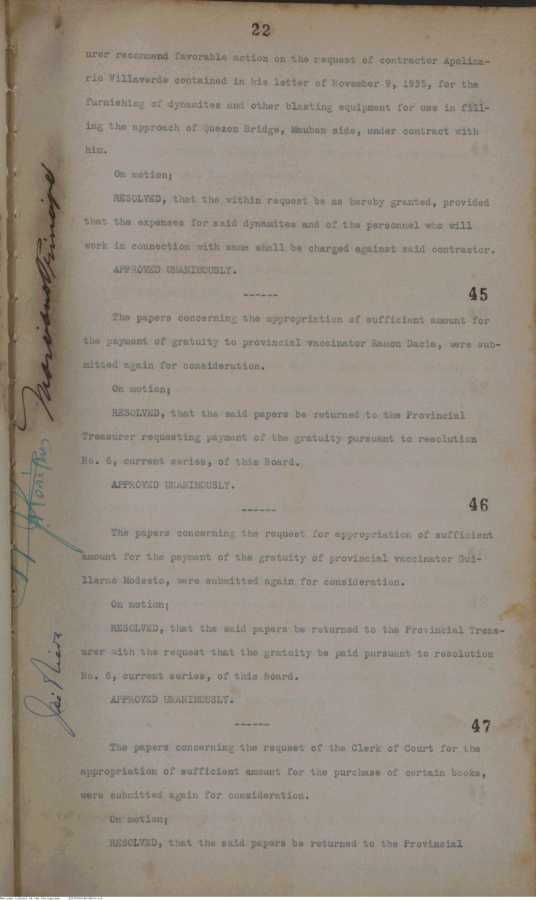 22
urer recommend favorable action on the request of contractor Apolina-
rio Villaverde contained in his letter of November 9, 1935, for the
furnishing of dynamites and other blasting equipment for use in fill-
ing the approach of Quezon Bridge, Mauban side, under contract with
him.
On motion;
RESOLVED, that the within request be as hereby granted, provided
that the expenses for said dynamites and of the personnel who will
work in connection with same shall be charged against said contractor.
APPROVED UNANIMOUSLY.
------
45
The papers concerning the appropriation of sufficient amount for
the payment of gratuity to provincial vaccinator Ramon Dacia, were sub-
mitted again for consideration.
On motion;
RESOLVED, that the said papers be returned to the Provincial
Treasurer requesting payment of the gratuity pursuant to resolution
No. 6, current series, of this Board.
APPROVED UNANIMOUSLY.
------
46
The papers concerning the request for appropriation of sufficient
amount for the payment of the gratuity of provincial vaccinator Gui-
llermo Modesto, were submitted again for consideration.
On motion;
RESOLVED, that the said papers be returned to the Provincial Treas-
urer with the request that the gratuity be paid pursuant to resolution
No. 6, current series, of this Board.
APPROVED UNANIMOUSLY.
------
47
The papers concerning the request of the Clerk of Court for the
appropriation of sufficient amount for the purchase of certain books,
were submitted again for consideration.
On motion;
RESOLVED, that the said papers be returned to the Provincial